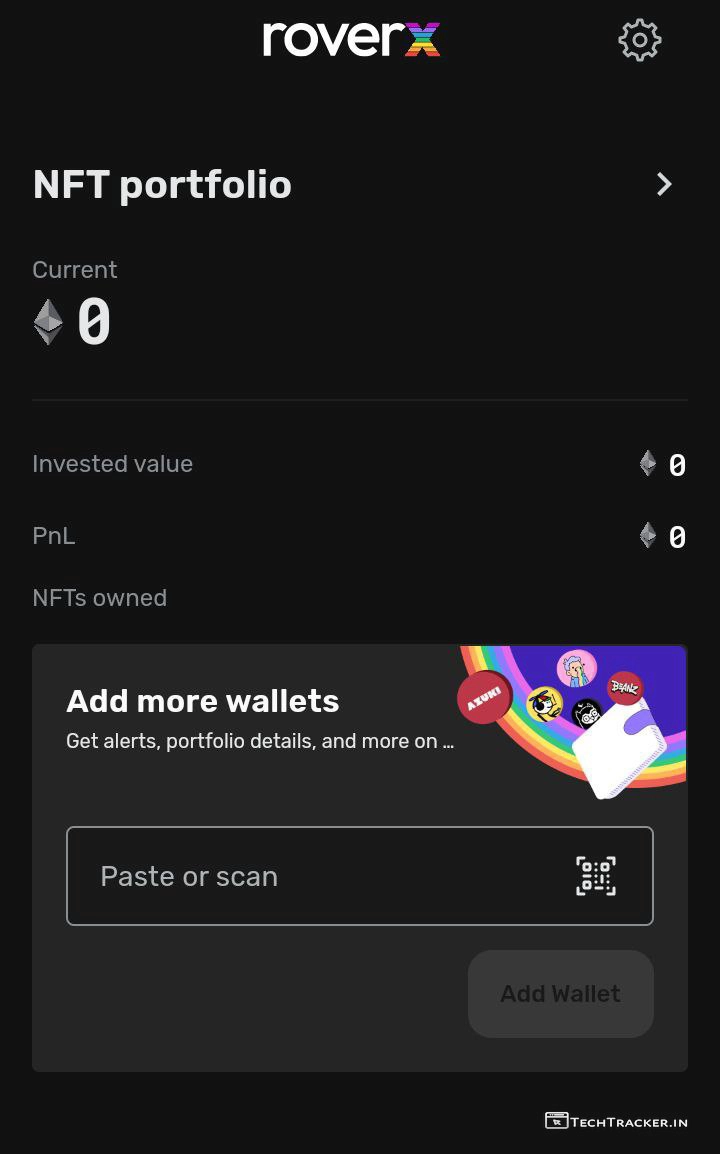 roverx
NFT portfolio
Current
0
Invested value
0
PnL
0
NFTs owned
Add more wallets
Get alerts, portfolio details, and more on …
AZUKI
BEANZ
Paste or scan
Add Wallet
TECHTRACKER.IN